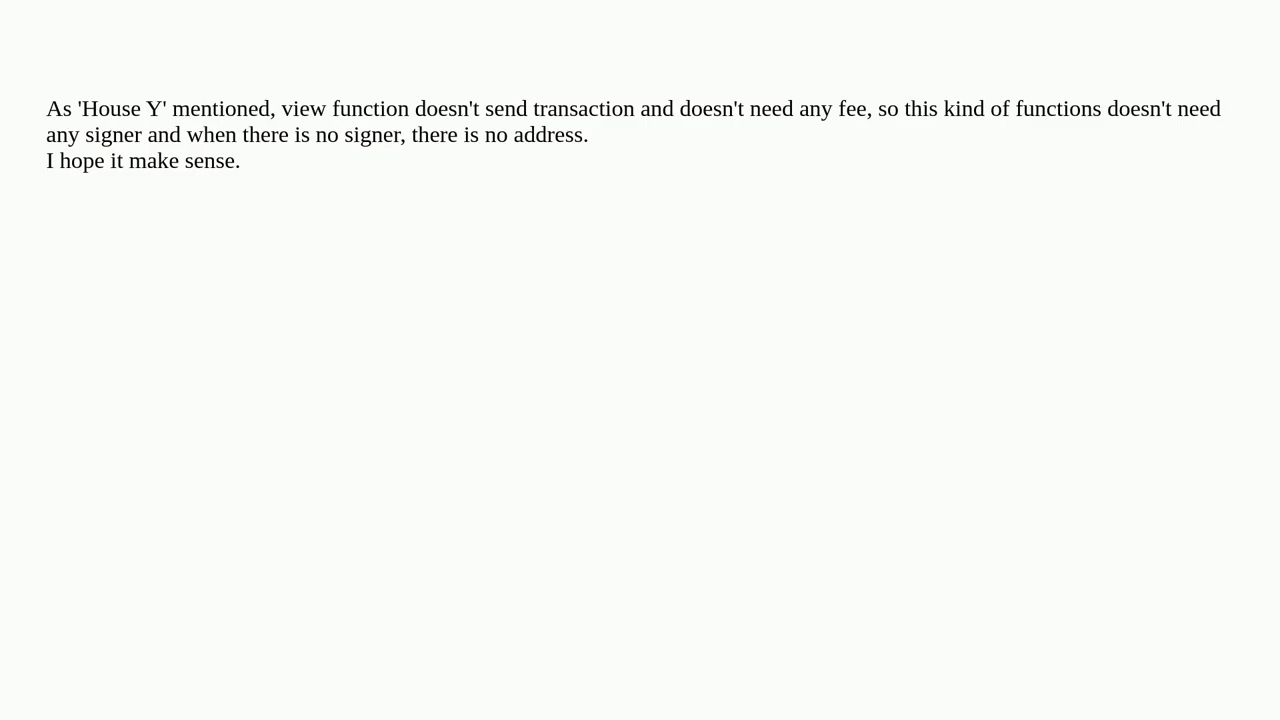 As 'House Y' mentioned, view function doesn't send transaction and doesn't need any fee, so this kind of functions doesn't need
any signer and when there is no signer, there is no address.
I hope it make sense.